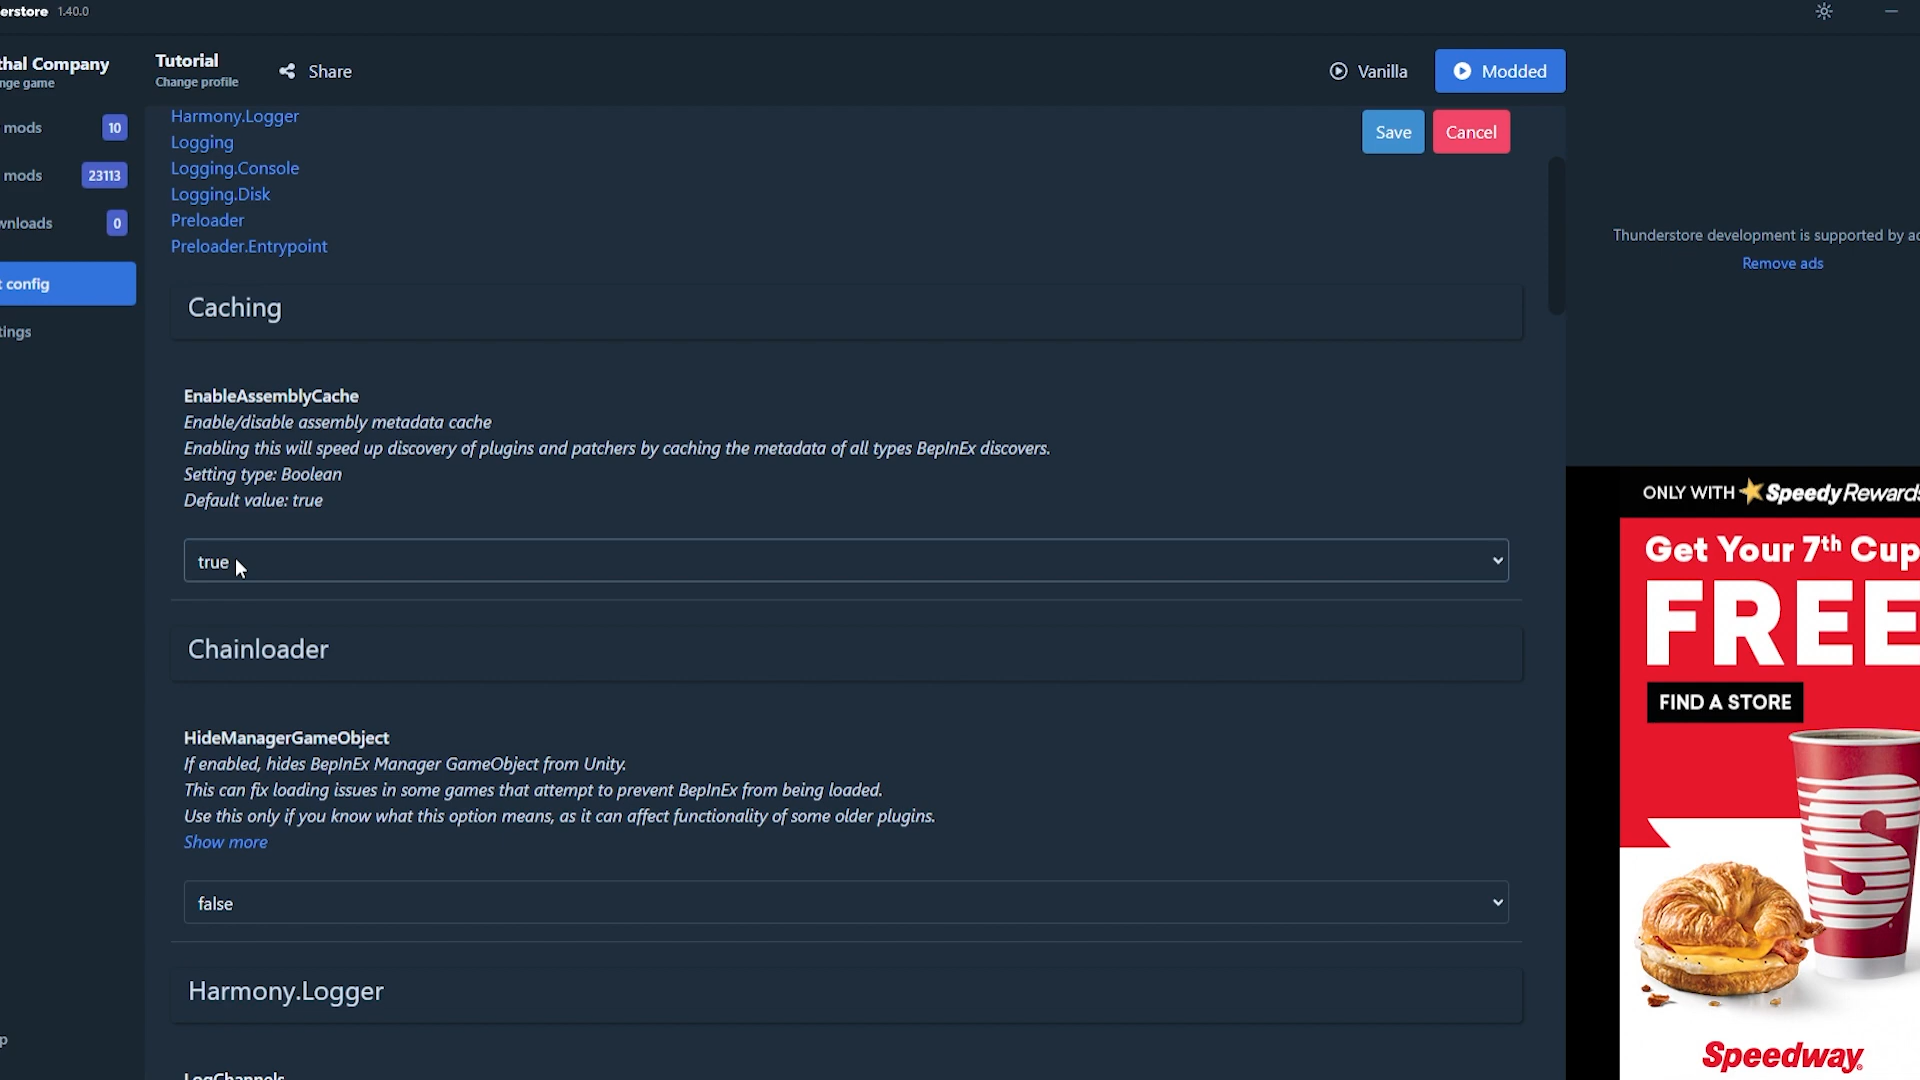 erstore 1.40.0
thal Company
nge game
Tutorial
Change profile
Share
Vanilla
Modded
mods 10
mods 23113
wnloads 0
config
tings
p
Harmony.Logger
Logging
Logging.Console
Logging.Disk
Preloader
Preloader.Entrypoint
Save
Cancel
Caching
EnableAssemblyCache
Enable/disable assembly metadata cache
Enabling this will speed up discovery of plugins and patchers by caching the metadata of all types BepInEx discovers.
Setting type: Boolean
Default value: true
true
Chainloader
HideManagerGameObject
If enabled, hides BepInEx Manager GameObject from Unity.
This can fix loading issues in some games that attempt to prevent BepInEx from being loaded.
Use this only if you know what this option means, as it can affect functionality of some older plugins.
Show more
false
Harmony.Logger
LogChannels
Thunderstore development is supported by ad
Remove ads
ONLY WITH SpeedyRewards
Get Your 7th Cup
FREE
FIND A STORE
Speedway